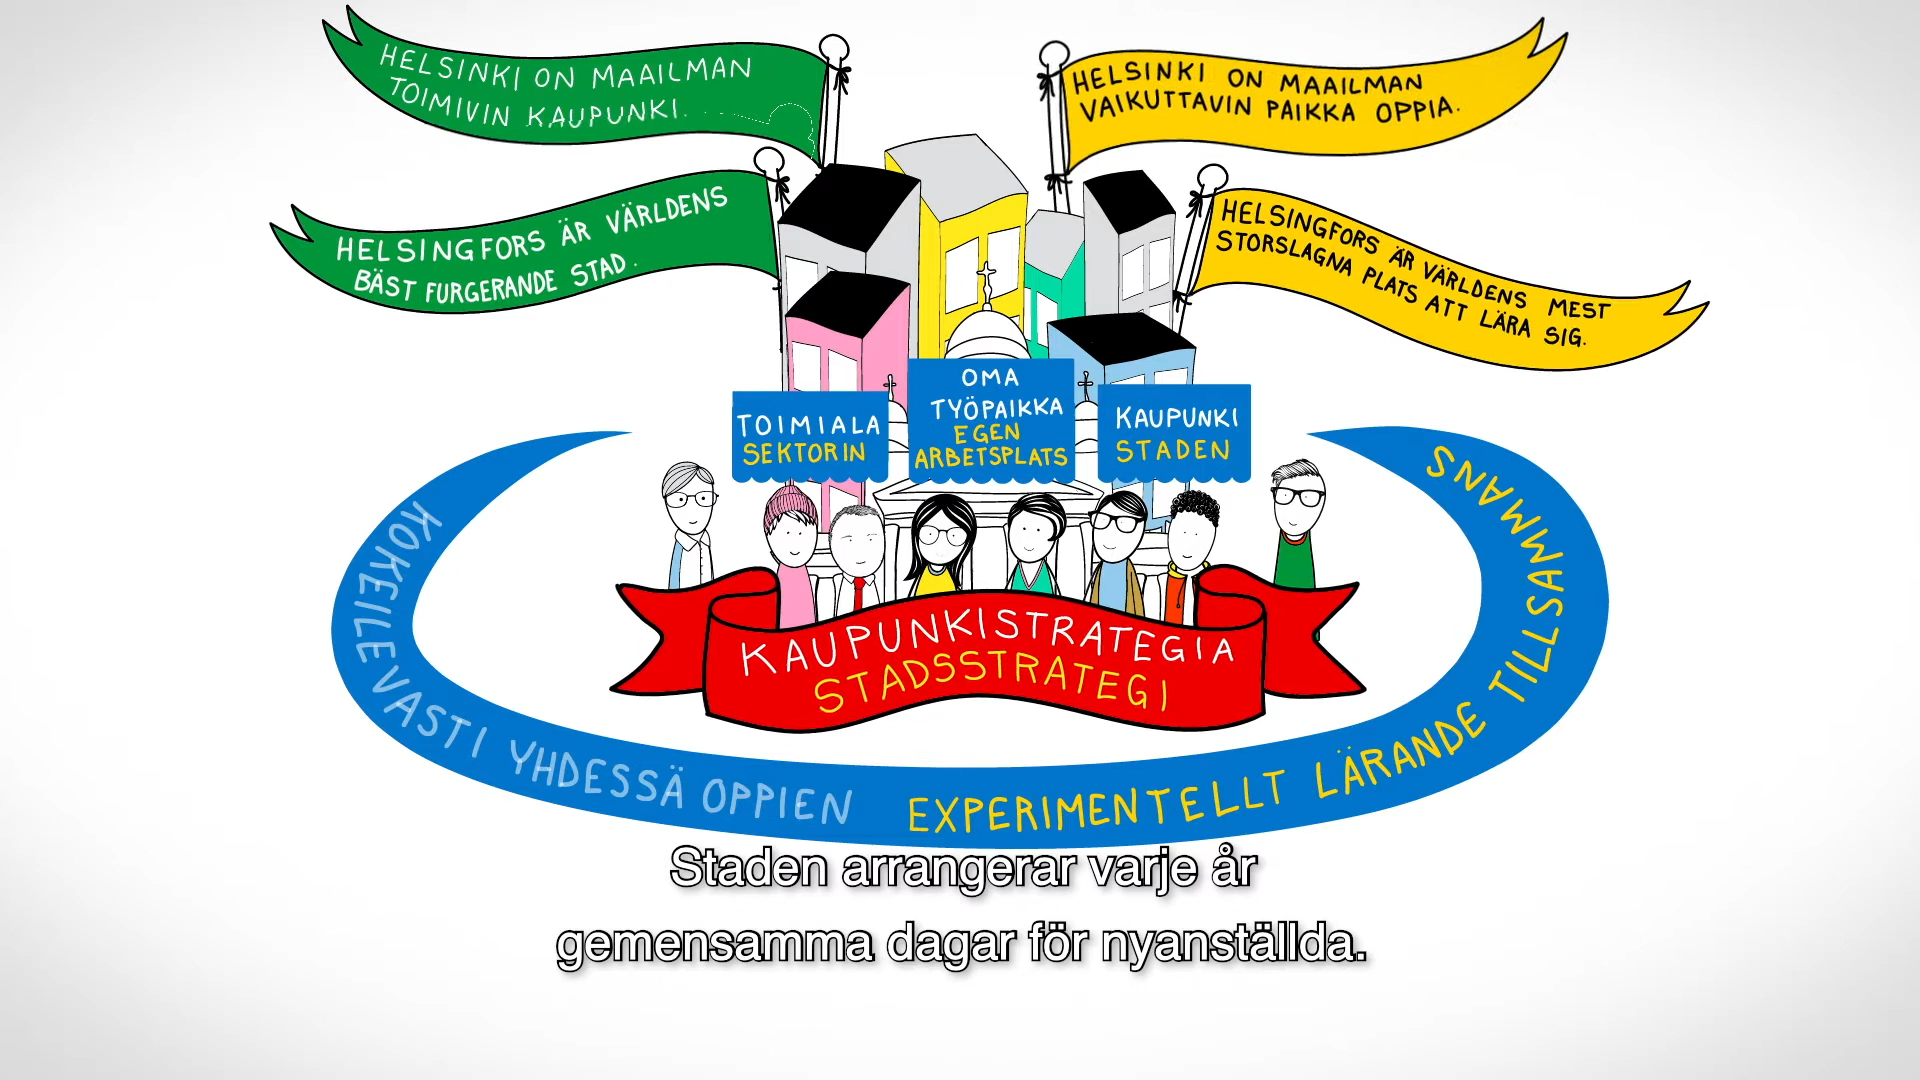 HELSINKI ON MAAILMAN
TOIMIVIN KAUPUNKI.
HELSINKI ON MAAILMAN
VAIKUTTAVIN PAIKKA OPPIA.
HELSINGFORS ÄR VÄRLDENS
BÄST FURGERANDE STAD.
HELSINGFORS ÄR VÄRLDENS MEST
STORSLAGNA PLATS ATT LÄRA SIG.
TOIMIALA
SEKTORIN
OMA
TYÖPAIKKA
EGEN
ARBETSPLATS
KAUPUNKI
STADEN
KAUPUNKISTRATEGIA
STADSSTRATEGI
KOKEILEVASTI YHDESSÄ OPPIEN
EXPERIMENTELLT LÄRANDE TILLSAMMANS
Staden arrangerar varje år
gemensamma dagar för nyanställda.